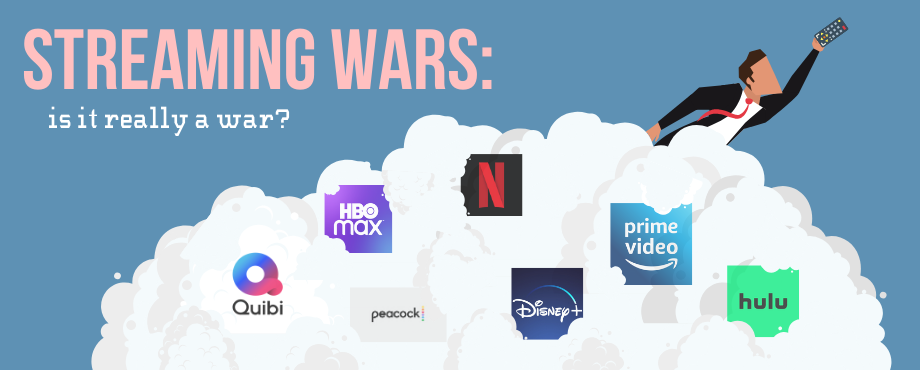 STREAMING WARS:
is it really a war?
N
HBO
max
prime
video
Quibi
peacock
Disney+
hulu